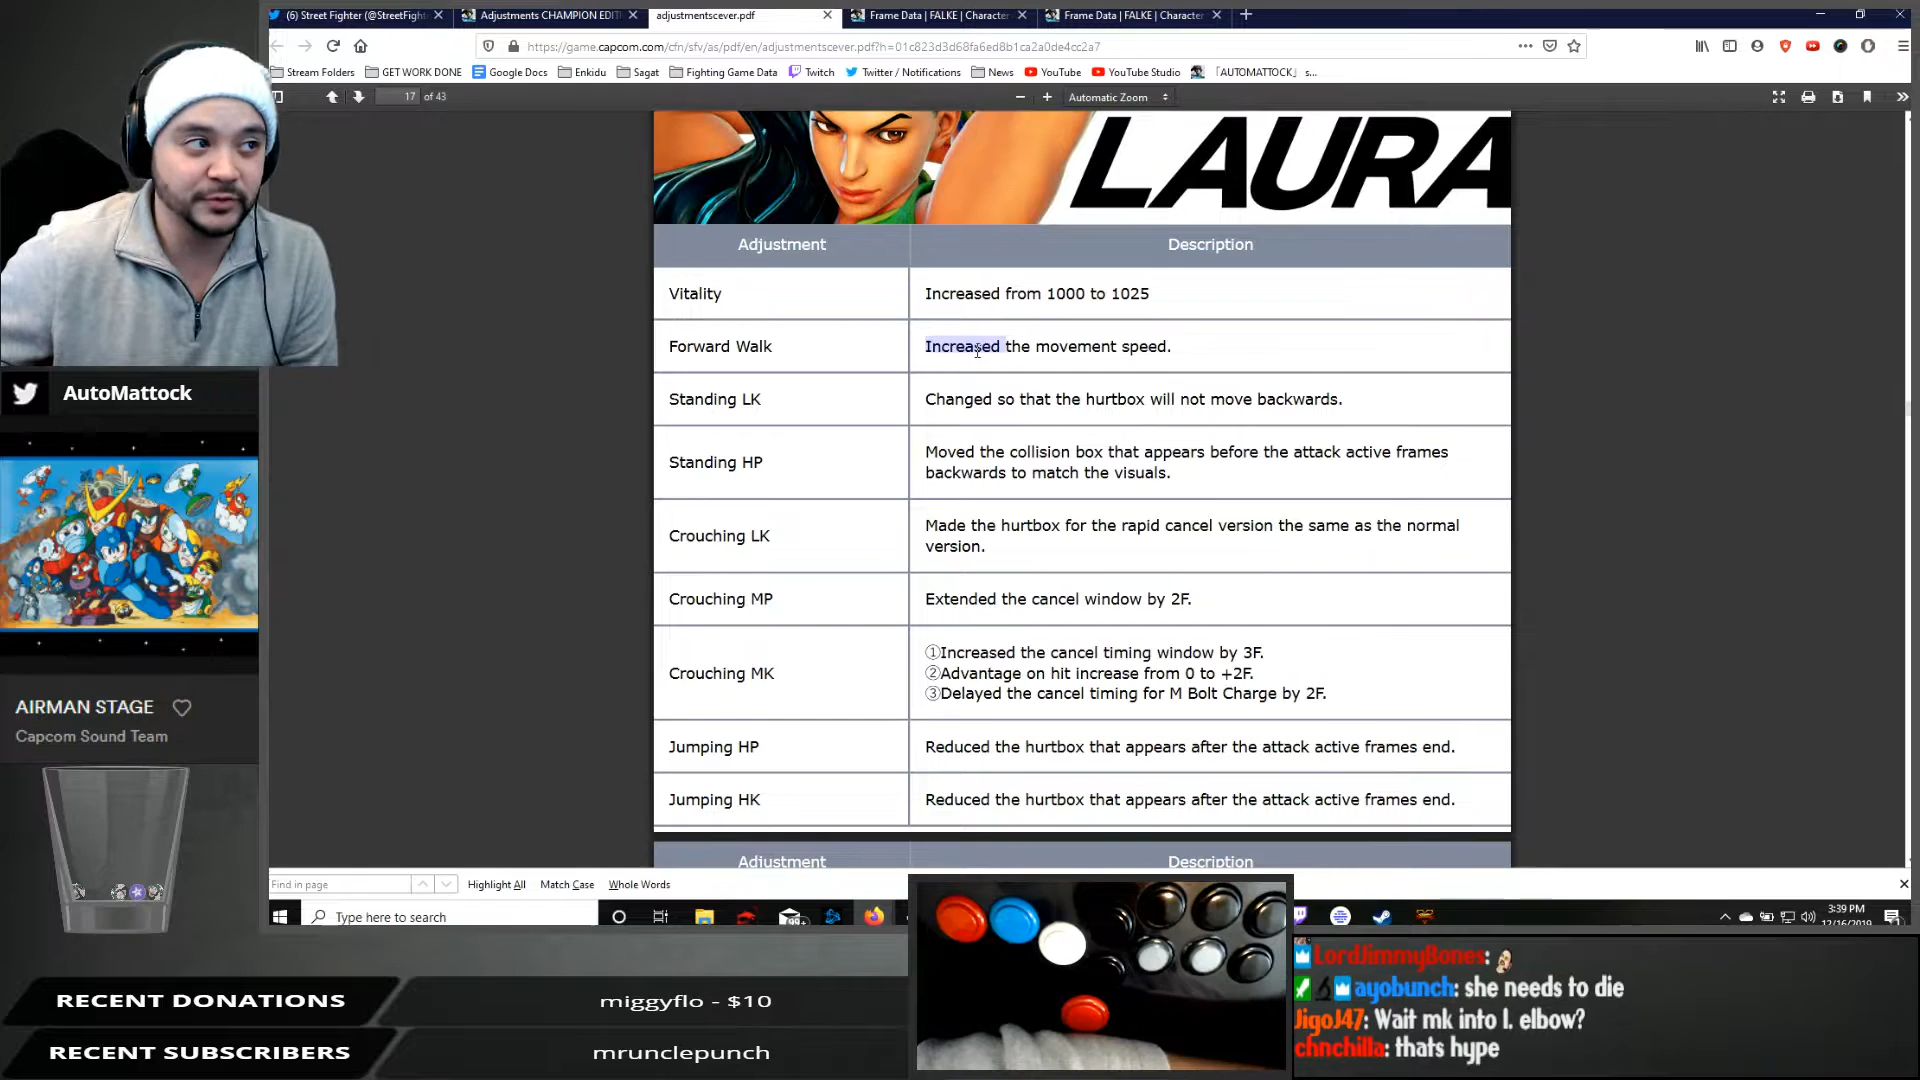 (6) Street Fighter (@StreetFight
Adjustments CHAMPION EDIT
adjustmentscever.pdf
Frame Data | FALKE | Character
Frame Data | FALKE | Character
https://game.capcom.com/cfn/sfv/as/pdf/en/adjustmentscever.pdf?h=01c823d3d68fa6ed8b1ca2a0de4cc2a7
Stream Folders
GET WORK DONE
Google Docs
Enkidu
Sagat
Fighting Game Data
Twitch
Twitter / Notifications
News
YouTube
YouTube Studio
「AUTOMATTOCK」 s...
17 of 43
Automatic Zoom
LAURA
Adjustment Description
Vitality Increased from 1000 to 1025
Forward Walk Increased the movement speed.
Standing LK Changed so that the hurtbox will not move backwards.
Standing HP Moved the collision box that appears before the attack active frames
backwards to match the visuals.
Crouching LK Made the hurtbox for the rapid cancel version the same as the normal
version.
Crouching MP Extended the cancel window by 2F.
Crouching MK ①Increased the cancel timing window by 3F.
②Advantage on hit increase from 0 to +2F.
③Delayed the cancel timing for M Bolt Charge by 2F.
Jumping HP Reduced the hurtbox that appears after the attack active frames end.
Jumping HK Reduced the hurtbox that appears after the attack active frames end.
Adjustment Description
Find in page
Highlight All
Match Case
Whole Words
Type here to search
99+
3:39 PM
12/16/2019
AutoMattock
AIRMAN STAGE
Capcom Sound Team
RECENT DONATIONS
miggyflo - $10
RECENT SUBSCRIBERS
mrunclepunch
LordJimmyBones:
ayobunch: she needs to die
JigoJ47: Wait mk into l. elbow?
chnchilla: thats hype